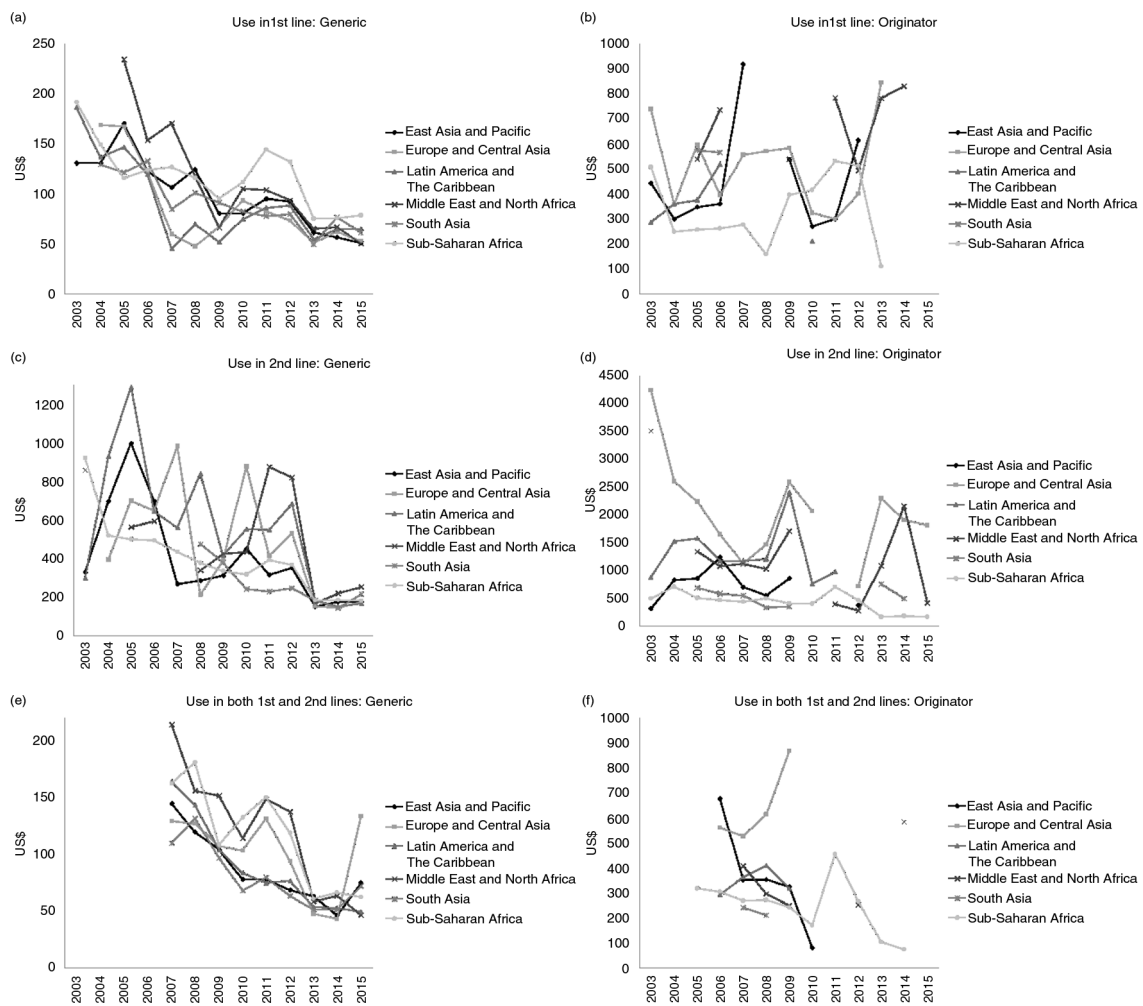 (a)
Use in1st line: Generic
US$
250
200
150
100
50
0
2003
2004
2005
2006
2007
2008
2009
2010
2011
2012
2013
2014
2015
East Asia and Pacific
Europe and Central Asia
Latin America and
The Caribbean
Middle East and North Africa
South Asia
Sub-Saharan Africa
(b)
Use in 1st line: Originator
US$
1000
900
800
700
600
500
400
300
200
100
0
2003
2004
2005
2006
2007
2008
2009
2010
2011
2012
2013
2014
2015
East Asia and Pacific
Europe and Central Asia
Latin America and
The Caribbean
Middle East and North Africa
South Asia
Sub-Saharan Africa
(c)
Use in 2nd line: Generic
US$
1200
1000
800
600
400
200
0
2003
2004
2005
2006
2007
2008
2009
2010
2011
2012
2013
2014
2015
East Asia and Pacific
Europe and Central Asia
Latin America and
The Caribbean
Middle East and North Africa
South Asia
Sub-Saharan Africa
(d)
Use in 2nd line: Originator
US$
4500
4000
3500
3000
2500
2000
1500
1000
500
0
2003
2004
2005
2006
2007
2008
2009
2010
2011
2012
2013
2014
2015
East Asia and Pacific
Europe and Central Asia
Latin America and
The Caribbean
Middle East and North Africa
South Asia
Sub-Saharan Africa
(e)
Use in both 1st and 2nd lines: Generic
US$
200
150
100
50
0
2003
2004
2005
2006
2007
2008
2009
2010
2011
2012
2013
2014
2015
East Asia and Pacific
Europe and Central Asia
Latin America and
The Caribbean
Middle East and North Africa
South Asia
Sub-Saharan Africa
(f)
Use in both 1st and 2nd lines: Originator
US$
1000
900
800
700
600
500
400
300
200
100
0
2003
2004
2005
2006
2007
2008
2009
2010
2011
2012
2013
2014
2015
East Asia and Pacific
Europe and Central Asia
Latin America and
The Caribbean
Middle East and North Africa
South Asia
Sub-Saharan Africa